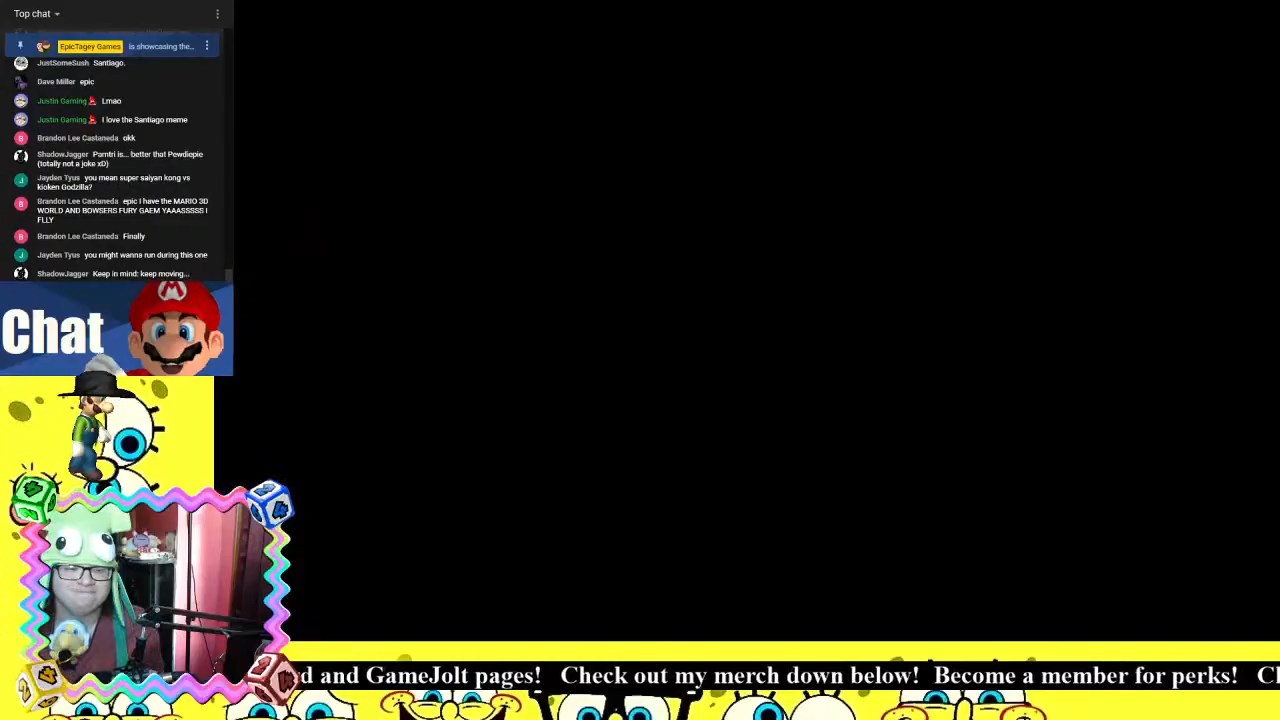 Top chat
EpicTagey Games is showcasing the...
JustSomeSush Santiago.
Dave Miller epic
Justin Gaming Lmao
Justin Gaming I love the Santiago meme
B Brandon Lee Castaneda okk
ShadowJagger Pamtri is... better that Pewdiepie
(totally not a joke xD)
J Jayden Tyus you mean super saiyan kong vs
kioken Godzilla?
B Brandon Lee Castaneda epic I have the MARIO 3D
WORLD AND BOWSERS FURY GAEM YAAASSSSS I
FLLY
B Brandon Lee Castaneda Finally
J Jayden Tyus you might wanna run during this one
ShadowJagger Keep in mind: keep moving...
M
Chat
d and GameJolt pages! Check out my merch down below! Become a member for perks! Cl